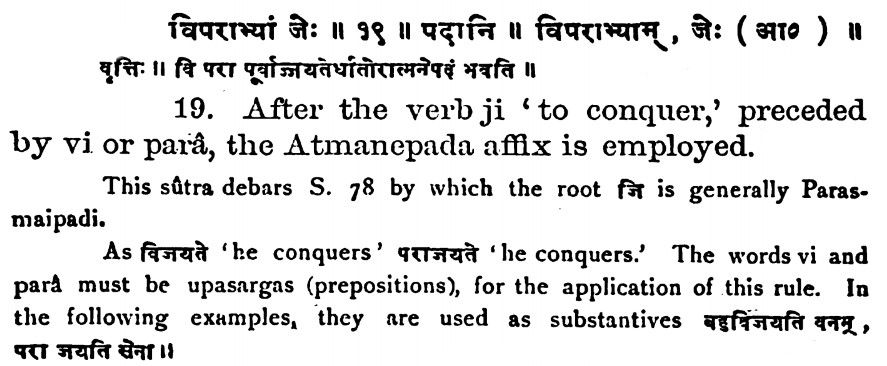 विपराभ्यां जेः ॥ १९ ॥ पदानि ॥ विपराभ्याम् , जेः ( आ० ) ॥
वृत्तिः ॥ वि परा पूर्वाज्जयतेर्धातोरात्मनेपदं भवति ॥
19. After the verb ji ‘to conquer,’ preceded
by vi or parâ, the Atmanepada affix is employed.
This sûtra debars S. 78 by which the root जि is generally Paras-
maipadi.
As विजयते ‘he conquers’ पराजयते ‘he conquers.’ The words vi and
parâ must be upasargas (prepositions), for the application of this rule. In
the following examples, they are used as substantives बहुविजयति वनम् ,
परा जयति सेना ॥